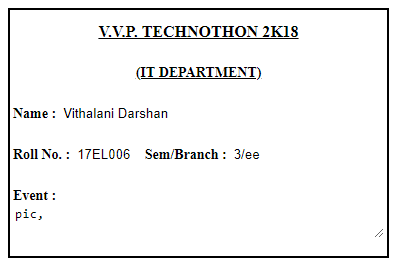 V.V.P. TECHNOTHON 2K18
(IT DEPARTMENT)
Name : Vithalani Darshan
Roll No. : 17EL006 Sem/Branch : 3/ee
Event :
pic,